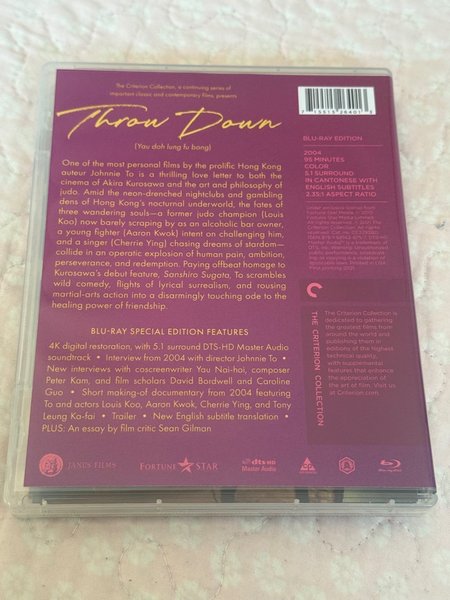 The Criterion Collection, a continuing series of
important classic and contemporary films, presents
Throw Down
(Yau doh lung fu bong)
One of the most personal films by the prolific Hong Kong
auteur Johnnie To is a thrilling love letter to both the
cinema of Akira Kurosawa and the art and philosophy of
judo. Amid the neon-drenched nightclubs and gambling
dens of Hong Kong's nocturnal underworld, the fates of
three wandering souls—a former judo champion (Louis
Koo) now barely scraping by as an alcoholic bar owner,
a young fighter (Aaron Kwok) intent on challenging him,
and a singer (Cherrie Ying) chasing dreams of stardom—
collide in an operatic explosion of human pain, ambition,
perseverance, and redemption. Paying offbeat homage to
Kurosawa's debut feature, Sanshiro Sugata, To scrambles
wild comedy, flights of lyrical surrealism, and rousing
martial-arts action into a disarmingly touching ode to the
healing power of friendship.
BLU-RAY SPECIAL EDITION FEATURES
4K digital restoration, with 5.1 surround DTS-HD Master Audio
soundtrack • Interview from 2004 with director Johnnie To •
New interviews with coscreenwriter Yau Nai-hoi, composer
Peter Kam, and film scholars David Bordwell and Caroline
Guo • Short making-of documentary from 2004 featuring
To and actors Louis Koo, Aaron Kwok, Cherrie Ying, and Tony
Leung Ka-fai • Trailer • New English subtitle translation •
PLUS: An essay by film critic Sean Gilman
BLU-RAY EDITION
2004
95 MINUTES
COLOR
5.1 SURROUND
IN CANTONESE WITH
ENGLISH SUBTITLES
2.35:1 ASPECT RATIO
THE CRITERION COLLECTION
The Criterion Collection is
dedicated to gathering
the greatest films from
around the world and
publishing them in
editions of the highest
technical quality,
with supplemental
features that enhance
the appreciation of
the art of film. Visit us
at Criterion.com.
JANUS FILMS
FORTUNE STAR
dts-HD
Master Audio
Blu-ray Disc